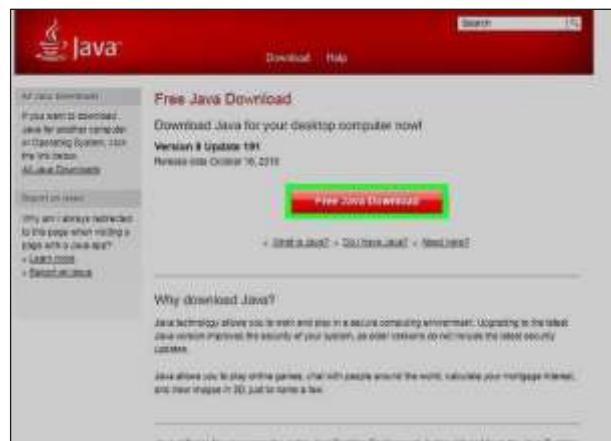 Java
Search
Download Help
All Java Downloads
If you want to download
Java for another computer
or Operating System, click
the link below.
All Java Downloads
Report an issue
Why am I always redirected
to this page when visiting a
page with a Java app?
» Learn more
» Report an issue
Free Java Download
Download Java for your desktop computer now!
Version 8 Update 191
Release date October 16, 2018
Free Java Download
» What is Java? » Do I have Java? » Need Help?
Why download Java?
Java technology allows you to work and play in a secure computing environment. Upgrading to the latest
Java version improves the security of your system, as older versions do not include the latest security
updates.
Java allows you to play online games, chat with people around the world, calculate your mortgage interest,
and view images in 3D, just to name a few.